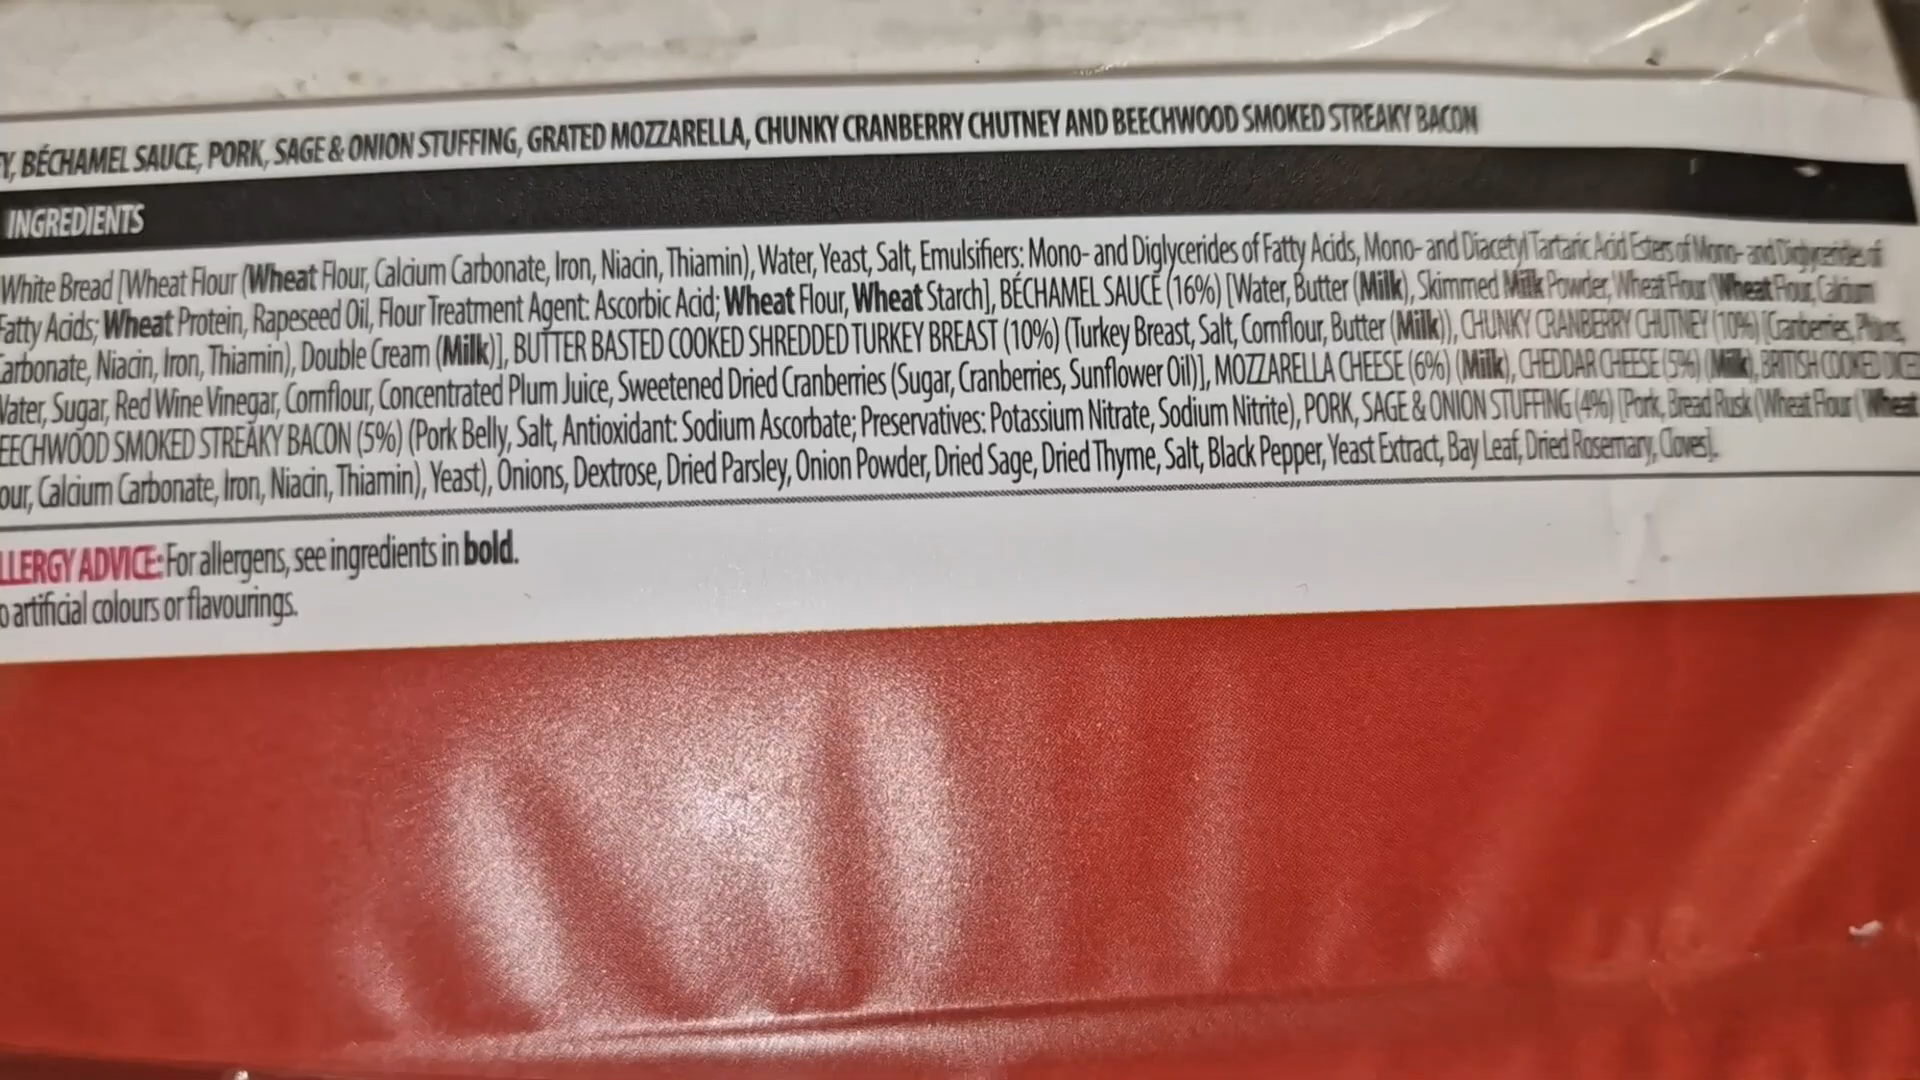 Y, BÉCHAMEL SAUCE, PORK, SAGE & ONION STUFFING, GRATED MOZZARELLA, CHUNKY CRANBERRY CHUTNEY AND BEECHWOOD SMOKED STREAKY BACON
INGREDIENTS
White Bread [Wheat Flour (Wheat Flour, Calcium Carbonate, Iron, Niacin, Thiamin), Water, Yeast, Salt, Emulsifiers: Mono- and Diglycerides of Fatty Acids, Mono- and Diacetyl Tartaric Acid Esters of Mono- and Diglycerides of
Fatty Acids; Wheat Protein, Rapeseed Oil, Flour Treatment Agent: Ascorbic Acid; Wheat Flour, Wheat Starch], BÉCHAMEL SAUCE (16%) [Water, Butter (Milk), Skimmed Milk Powder, Wheat Flour (Wheat Flour, Calcium
Carbonate, Niacin, Iron, Thiamin), Double Cream (Milk)], BUTTER BASTED COOKED SHREDDED TURKEY BREAST (10%) (Turkey Breast, Salt, Cornflour, Butter (Milk)), CHUNKY CRANBERRY CHUTNEY (10%) [Cranberries, Plums,
Water, Sugar, Red Wine Vinegar, Cornflour, Concentrated Plum Juice, Sweetened Dried Cranberries (Sugar, Cranberries, Sunflower Oil)], MOZZARELLA CHEESE (6%) (Milk), CHEDDAR CHEESE (5%) (Milk), BRITISH COOKED DICED
EECHWOOD SMOKED STREAKY BACON (5%) (Pork Belly, Salt, Antioxidant: Sodium Ascorbate; Preservatives: Potassium Nitrate, Sodium Nitrite), PORK, SAGE & ONION STUFFING (4%) [Pork, Bread Rusk (Wheat Flour (Wheat
our, Calcium Carbonate, Iron, Niacin, Thiamin), Yeast), Onions, Dextrose, Dried Parsley, Onion Powder, Dried Sage, Dried Thyme, Salt, Black Pepper, Yeast Extract, Bay Leaf, Dried Rosemary, Cloves].
LLERGY ADVICE: For allergens, see ingredients in bold.
o artificial colours or flavourings.